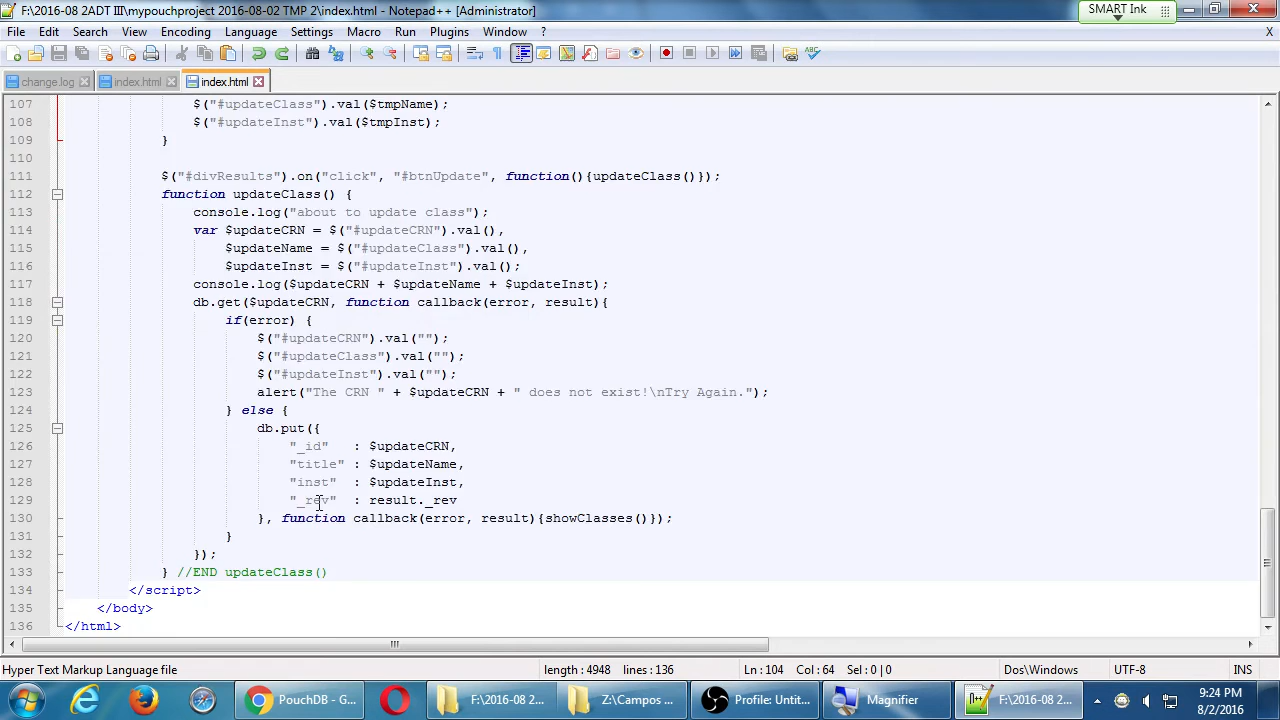 F:\2016-08 2ADT III\mypouchproject 2016-08-02 TMP 2\index.html - Notepad++ [Administrator]
SMART Ink
File Edit Search View Encoding Language Settings Macro Run Plugins Window ?
change.log index.html index.html
107 $("#updateClass").val($tmpName);
108 $("#updateInst").val($tmpInst);
109 }
110
111 $("#divResults").on("click", "#btnUpdate", function(){updateClass()});
112 function updateClass() {
113 console.log("about to update class");
114 var $updateCRN = $("#updateCRN").val(),
115 $updateName = $("#updateClass").val(),
116 $updateInst = $("#updateInst").val();
117 console.log($updateCRN + $updateName + $updateInst);
118 db.get($updateCRN, function callback(error, result){
119 if(error) {
120 $("#updateCRN").val("");
121 $("#updateClass").val("");
122 $("#updateInst").val("");
123 alert("The CRN " + $updateCRN + " does not exist!\nTry Again.");
124 } else {
125 db.put({
126 "_id" : $updateCRN,
127 "title" : $updateName,
128 "inst" : $updateInst,
129 "_rev" : result._rev
130 }, function callback(error, result){showClasses()});
131 }
132 });
133 } //END updateClass()
134 </script>
135 </body>
136 </html>
Hyper Text Markup Language file length : 4948 lines : 136 Ln : 104 Col : 64 Sel : 0 | 0 Dos\Windows UTF-8 INS
PouchDB - G... F:\2016-08 2... Z:\Campos ... Profile: Untit... Magnifier F:\2016-08 2...
9:24 PM
8/2/2016